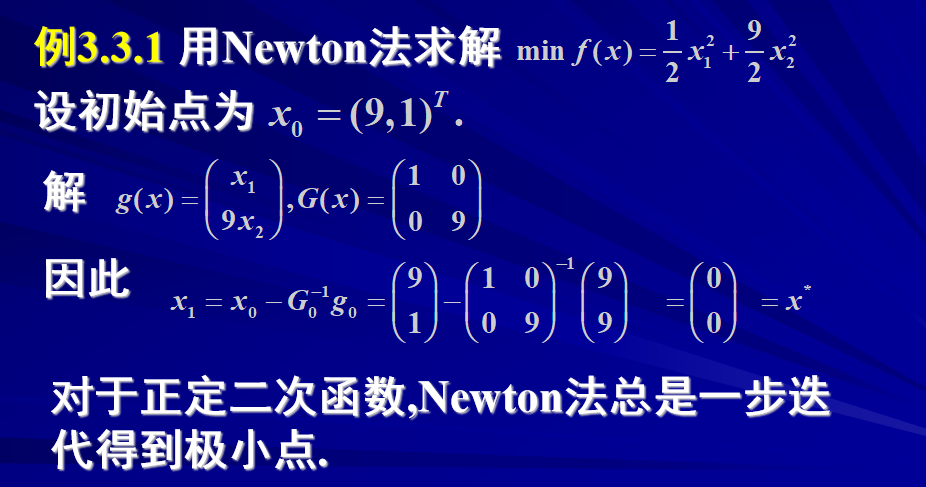 例3.3.1 用Newton法求解 min f(x) = \frac{1}{2}x_1^2 + \frac{9}{2}x_2^2
设初始点为 x_0 = (9,1)^T.
解 g(x) = \begin{pmatrix} x_1 \\ 9x_2 \end{pmatrix}, G(x) = \begin{pmatrix} 1 & 0 \\ 0 & 9 \end{pmatrix}
因此 x_1 = x_0 - G_0^{-1} g_0 = \begin{pmatrix} 9 \\ 1 \end{pmatrix} - \begin{pmatrix} 1 & 0 \\ 0 & 9 \end{pmatrix}^{-1} \begin{pmatrix} 9 \\ 9 \end{pmatrix} = \begin{pmatrix} 0 \\ 0 \end{pmatrix} = x^*
对于正定二次函数,Newton法总是一步迭
代得到极小点.